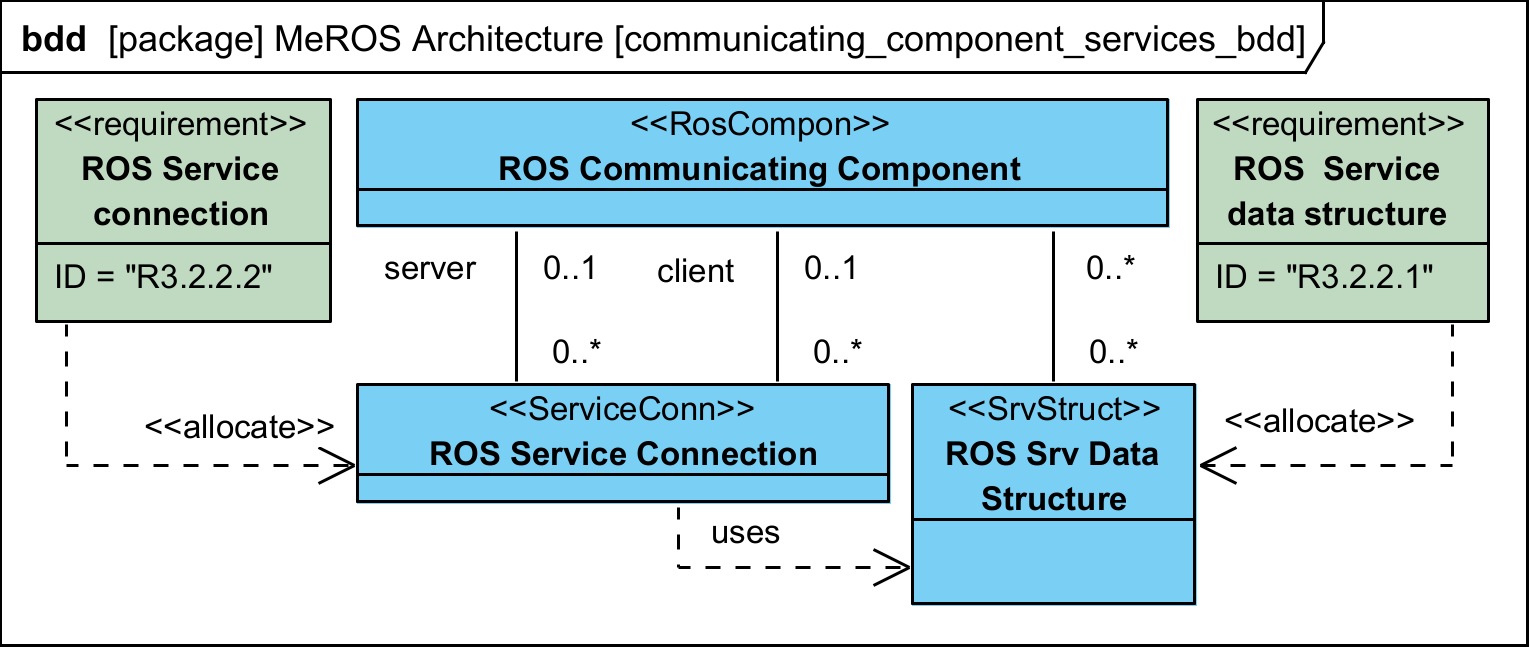 bdd [package] MeROS Architecture [communicating_component_services_bdd]
<<requirement>>
ROS Service
connection
ID = "R3.2.2.2"
<<RosCompon>>
ROS Communicating Component
<<requirement>>
ROS  Service
data structure
ID = "R3.2.2.1"
server
0..1
client
0..1
0..*
0..*
0..*
0..*
<<allocate>>
<<ServiceConn>>
ROS Service Connection
<<SrvStruct>>
ROS Srv Data
Structure
<<allocate>>
uses